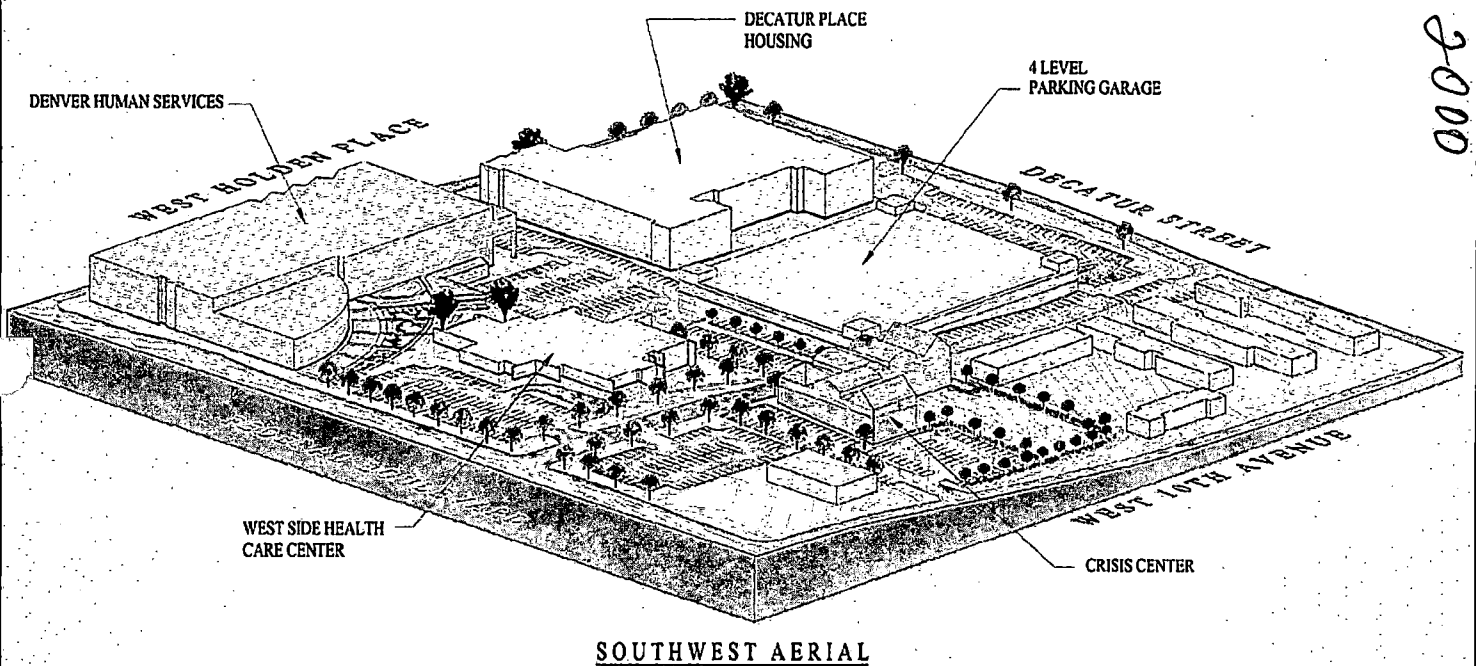 DECATUR PLACE
HOUSING
4 LEVEL
PARKING GARAGE
DENVER HUMAN SERVICES
WEST HOLDEN PLACE
DECATUR STREET
WEST 10TH AVENUE
WEST SIDE HEALTH
CARE CENTER
CRISIS CENTER
SOUTHWEST AERIAL